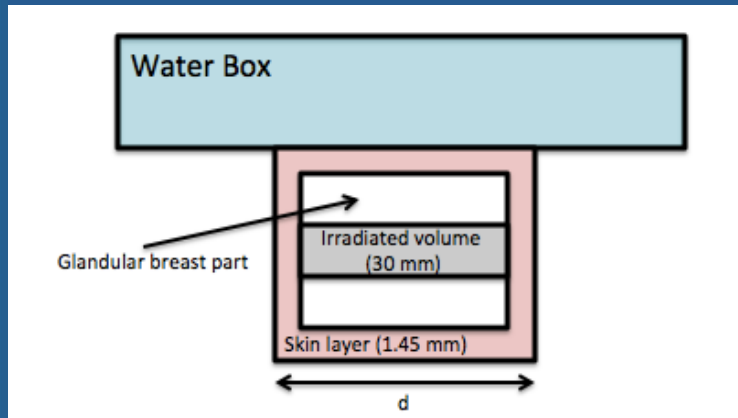 Water Box
Irradiated volume
(30 mm)
Glandular breast part
Skin layer (1.45 mm)
d